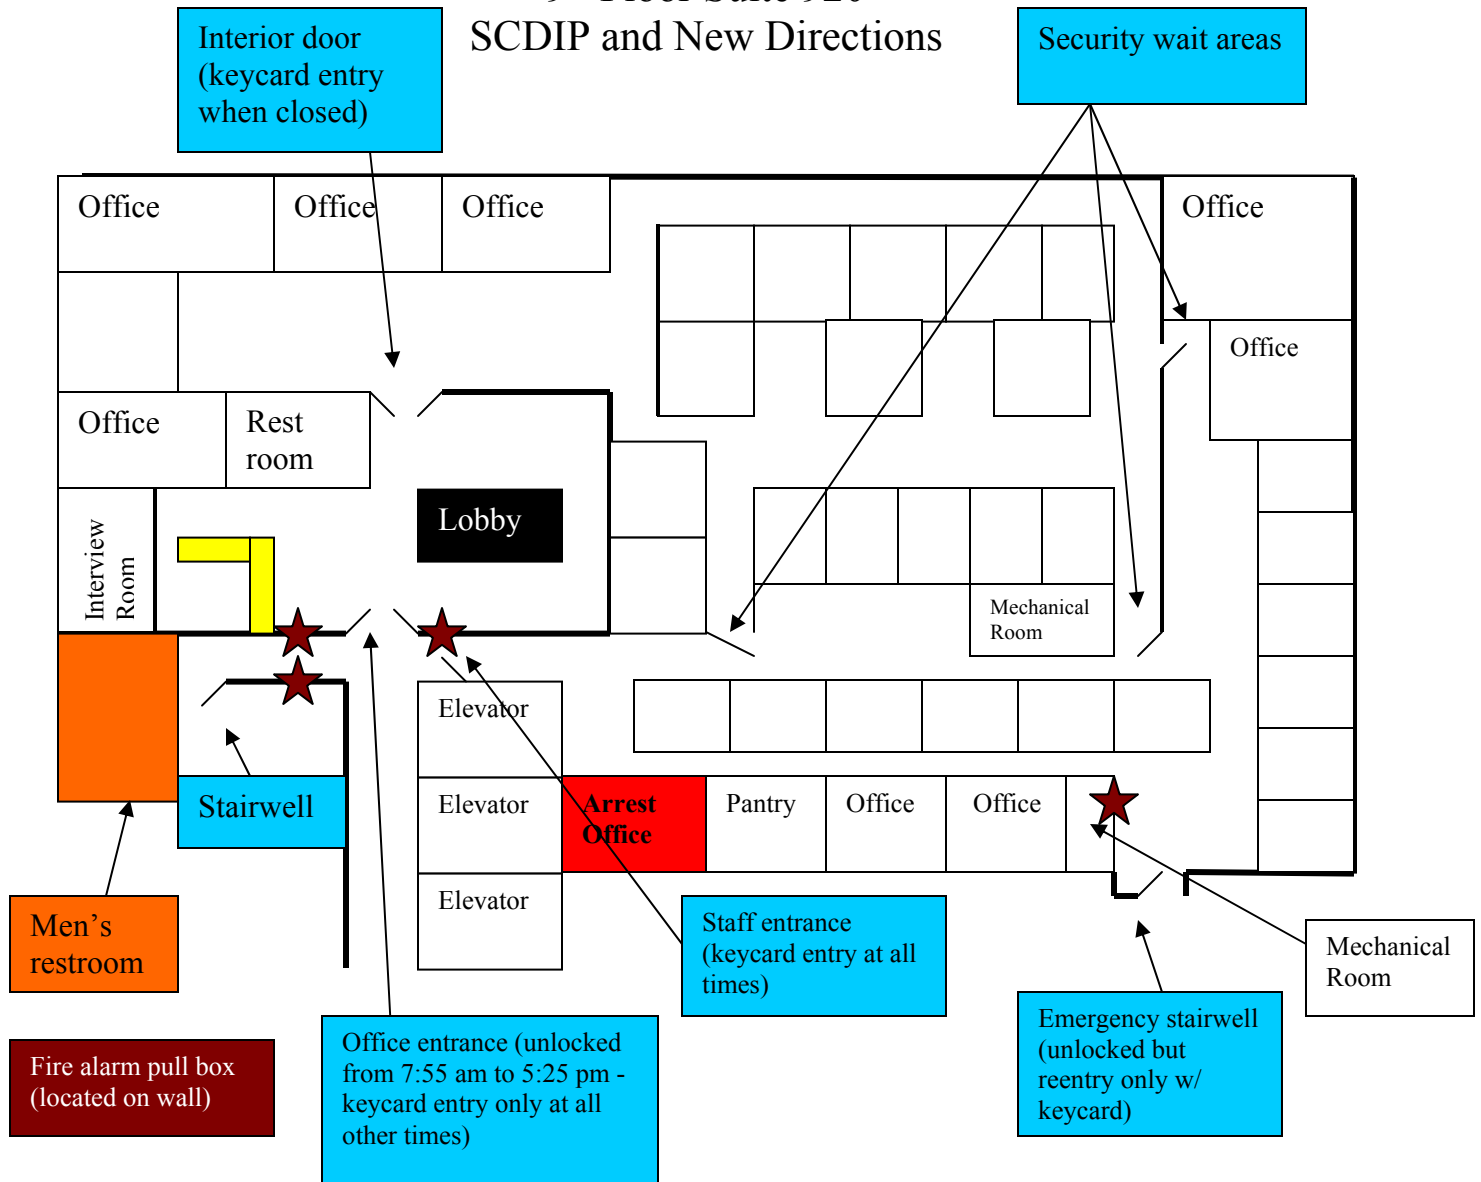 SCDIP and New Directions
Interior door
(keycard entry
when closed)
Security wait areas
Office
Office
Office
Office
Office
Office
Rest
room
Lobby
Interview
Room
Mechanical
Room
Elevator
Stairwell
Elevator
Arrest
Office
Pantry
Office
Office
Elevator
Men's
restroom
Staff entrance
(keycard entry at all
times)
Mechanical
Room
Fire alarm pull box
(located on wall)
Office entrance (unlocked
from 7:55 am to 5:25 pm -
keycard entry only at all
other times)
Emergency stairwell
(unlocked but
reentry only w/
keycard)